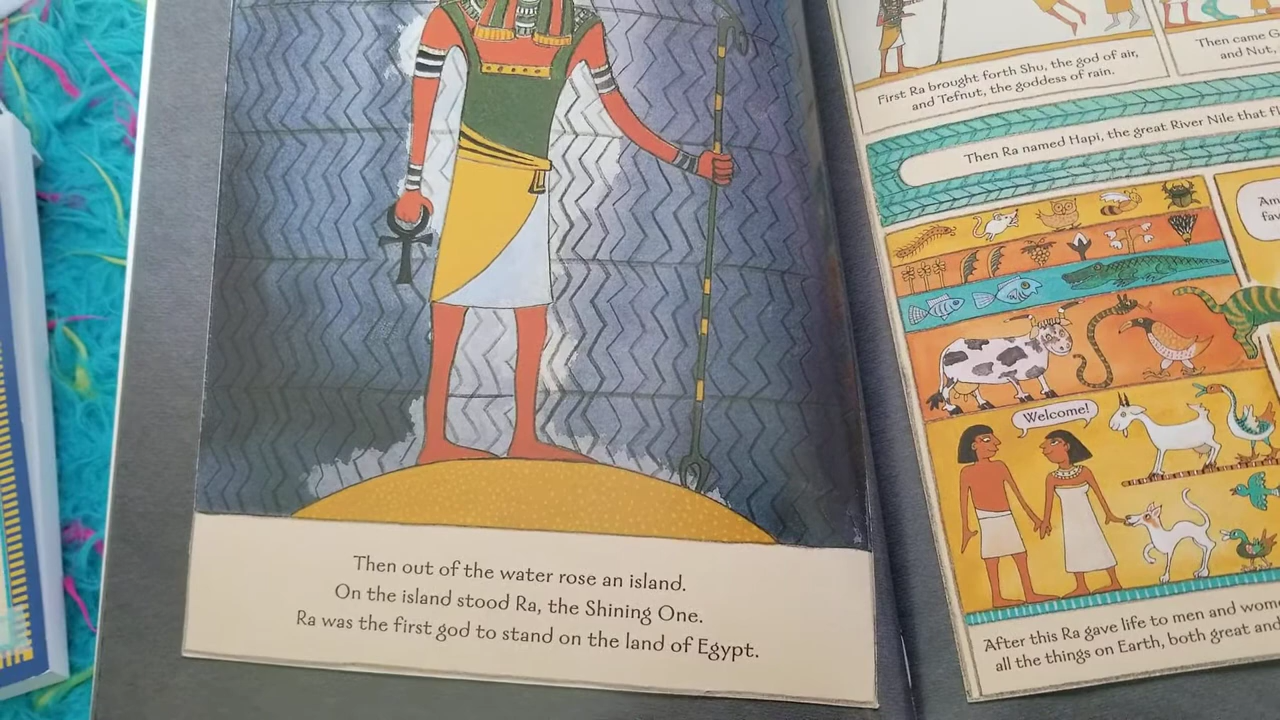 Then out of the water rose an island.
On the island stood Ra, the Shining One.
Ra was the first god to stand on the land of Egypt.
First Ra brought forth Shu, the god of air,
and Tefnut, the goddess of rain.
Then came
and Nut,
Then Ra named Hapi, the great River Nile that
Welcome!
After this Ra gave life to men and
all the things on Earth, both great and